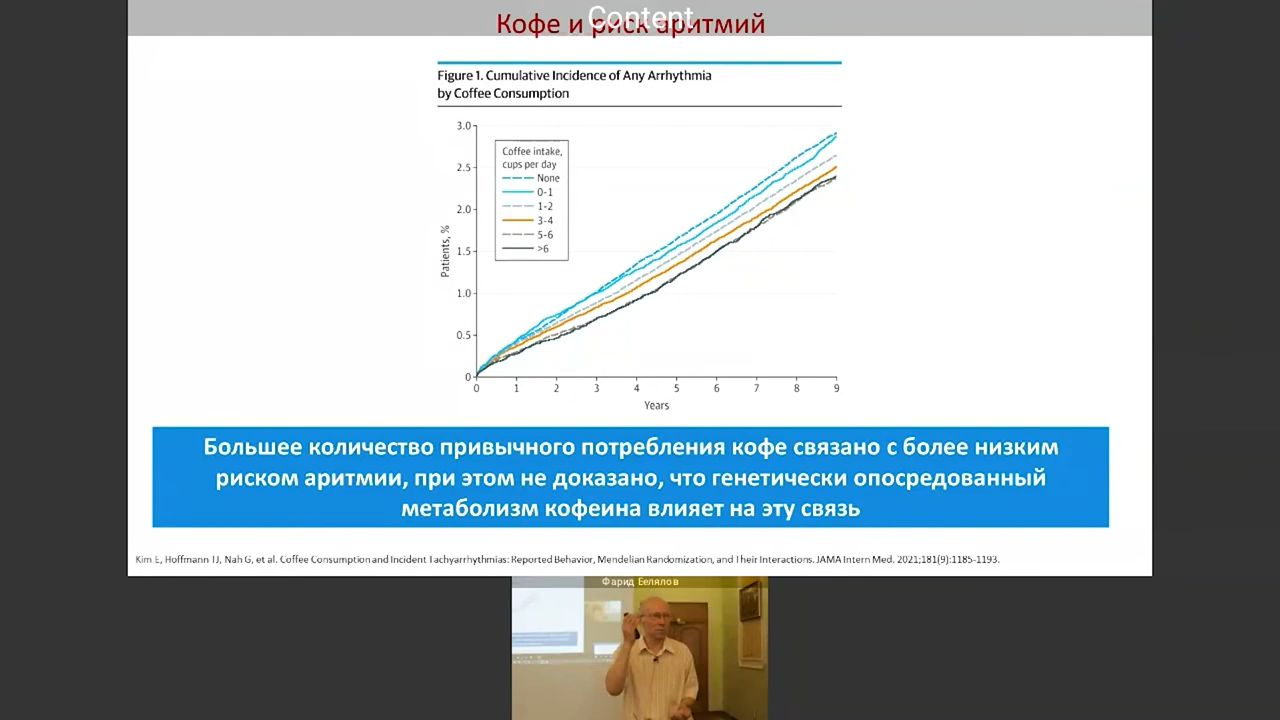 Content
Кофе и риск аритмий
Figure 1. Cumulative Incidence of Any Arrhythmia
by Coffee Consumption
3.0
2.5
2.0
1.5
1.0
0.5
0
Patients, %
Coffee intake,
cups per day
None
0-1
1-2
3-4
5-6
>6
0 1 2 3 4 5 6 7 8 9
Years
Большее количество привычного потребления кофе связано с более низким
риском аритмии, при этом не доказано, что генетически опосредованный
метаболизм кофеина влияет на эту связь
Kim E, Hoffmann TJ, Nah G, et al. Coffee Consumption and Incident Tachyarrhythmias: Reported Behavior, Mendelian Randomization, and Their Interactions. JAMA Intern Med. 2021;181(9):1185-1193.
Фарид Белялов